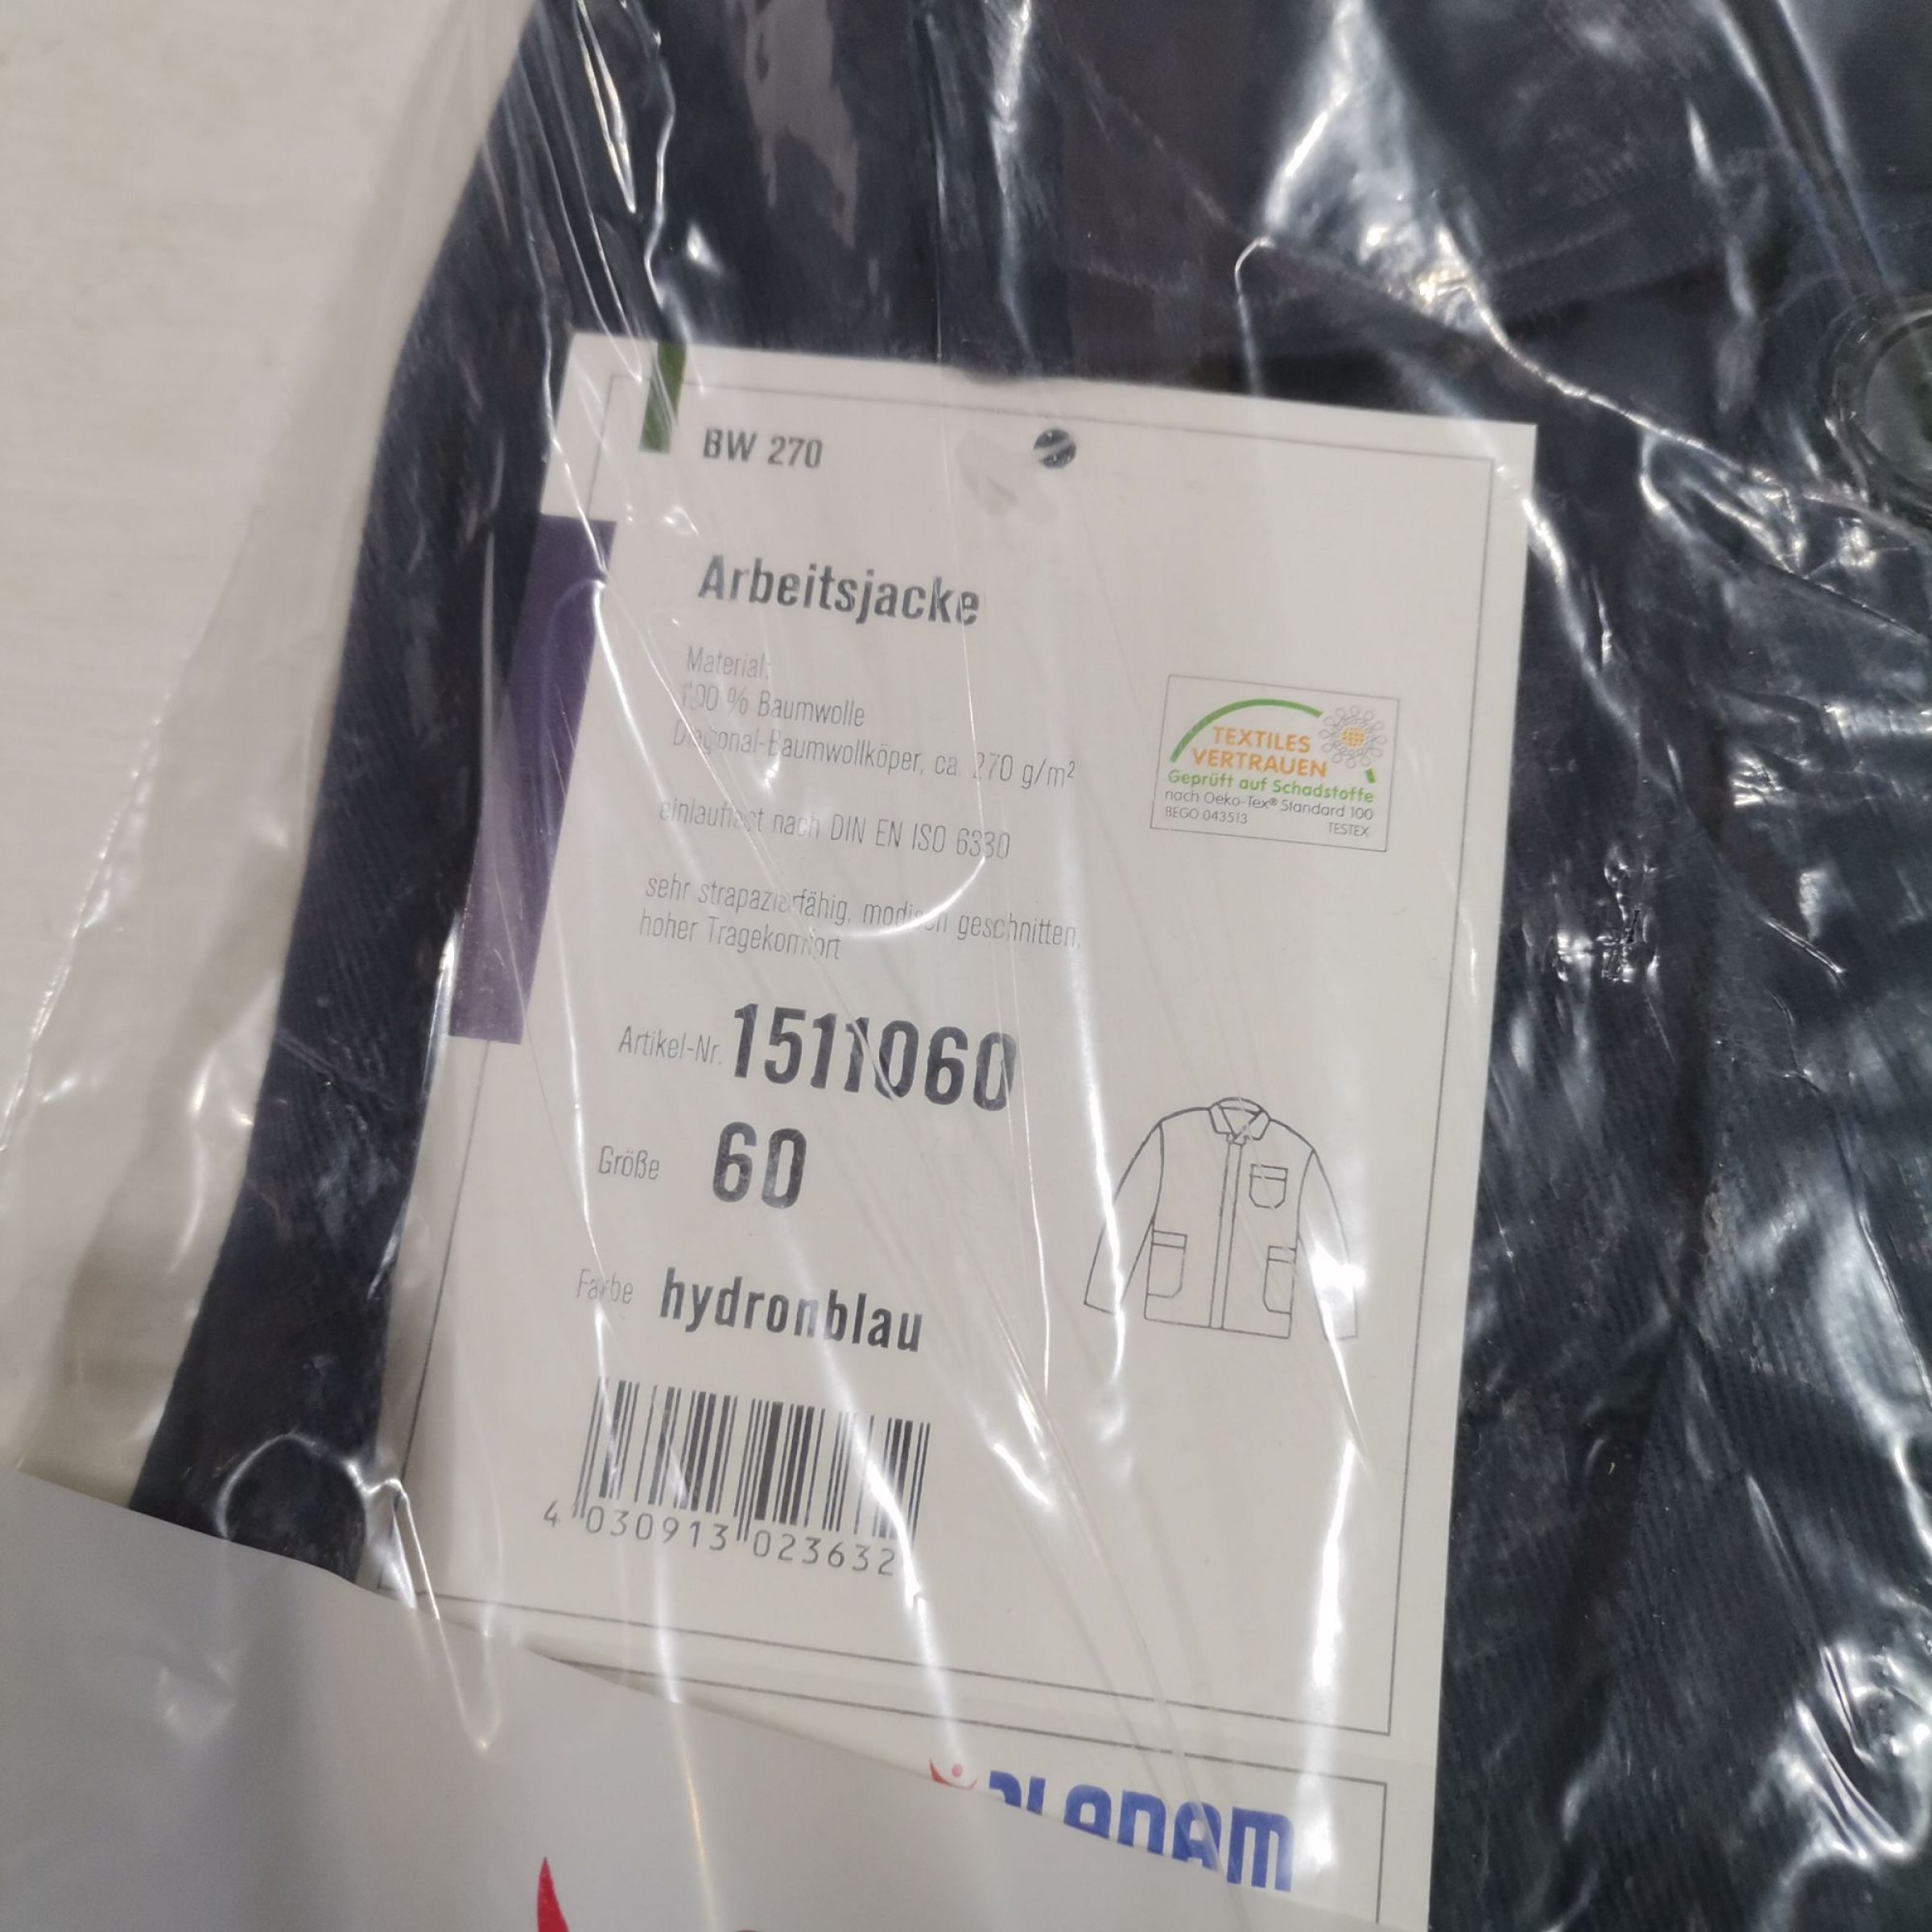 BW 270
Arbeitsjacke
Material:
100 % Baumwolle
Diagonal-Baumwollköper, ca. 270 g/m²
einlauffest nach DIN EN ISO 6330
sehr strapazierfähig, modisch geschnitten,
hoher Tragekomfort
TEXTILES
VERTRAUEN
Geprüft auf Schadstoffe
nach Oeko-Tex® Standard 100
BEGO 043513 TESTEX
Artikel-Nr. 1511060
Größe 60
Farbe hydronblau
4 030913 023632
PLANAM